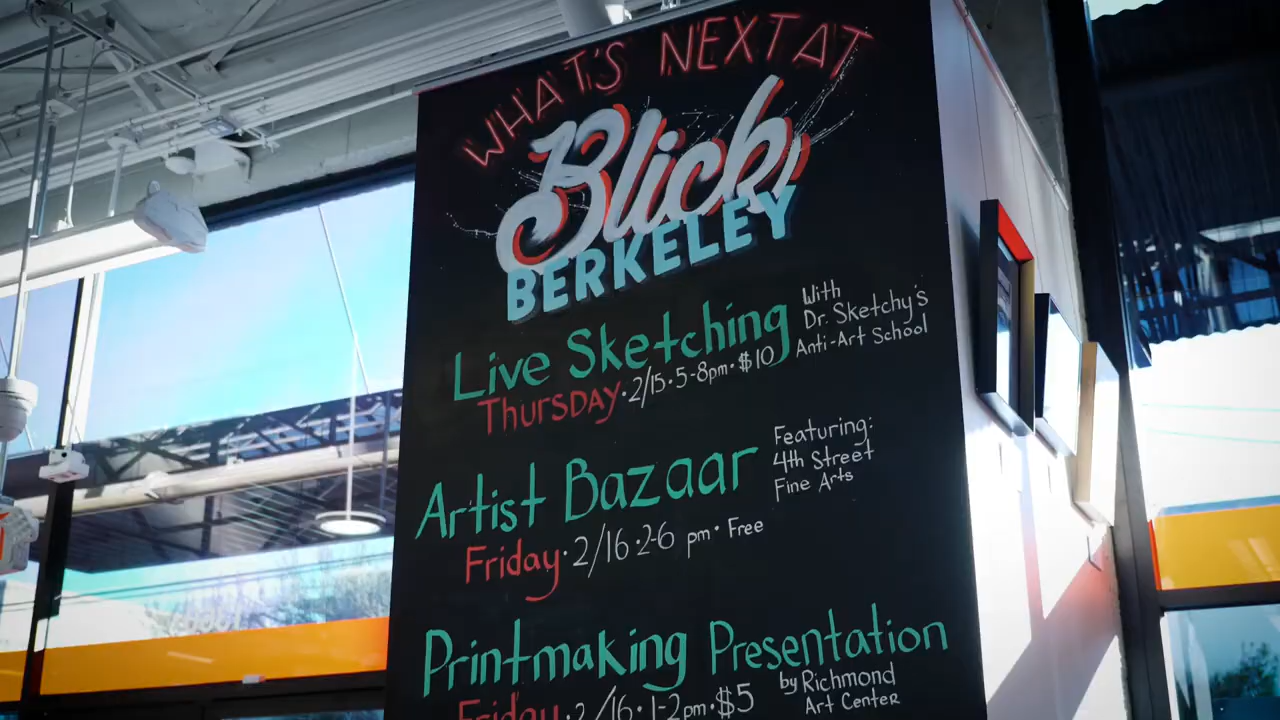 WHAT'S NEXT AT
Blick
BERKELEY
Live Sketching
With
Dr. Sketchy's
Anti-Art School
Thursday · 2/15 · 5-8pm · $10
Artist Bazaar
Featuring:
4th Street
Fine Arts
Friday · 2/16 · 2-6 pm · Free
Printmaking Presentation
by Richmond
Art Center
Friday · 2/16 · 1-2pm · $5